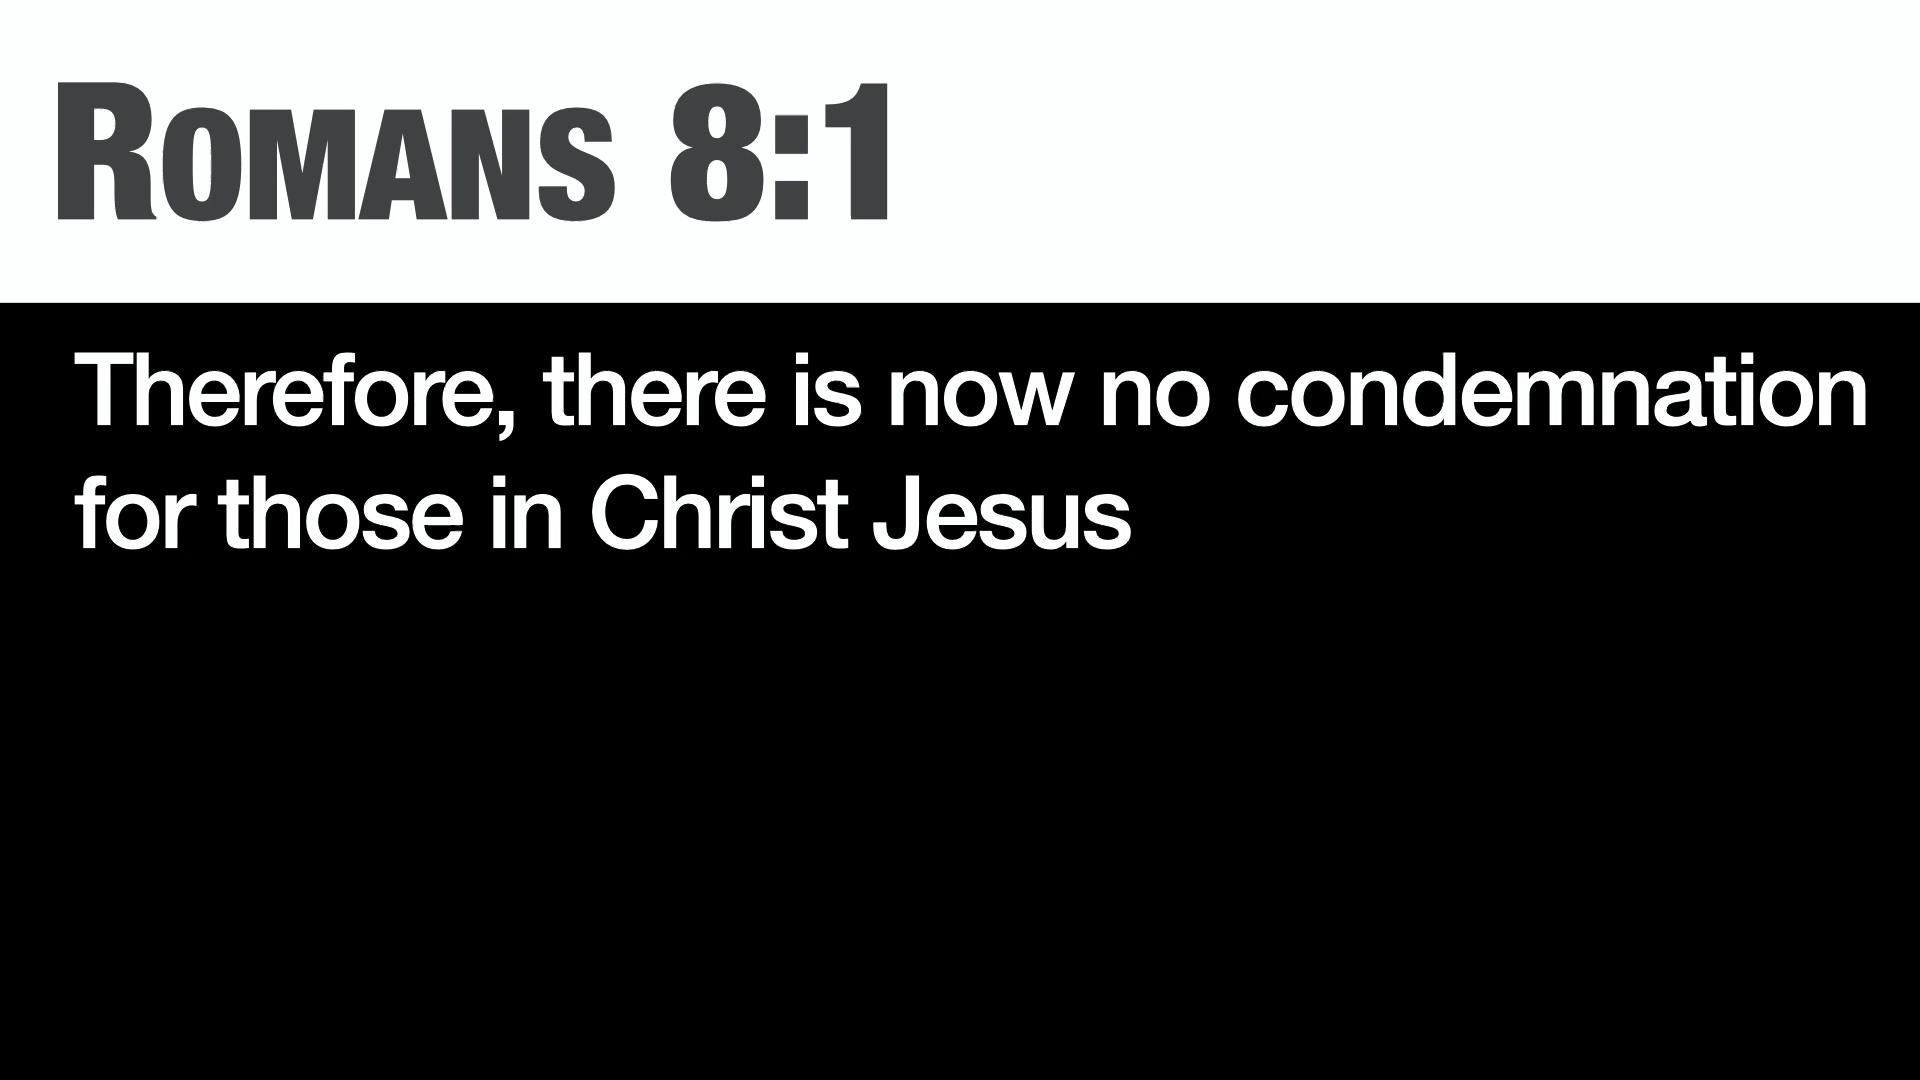 ROMANS 8:1
Therefore, there is now no condemnation
for those in Christ Jesus